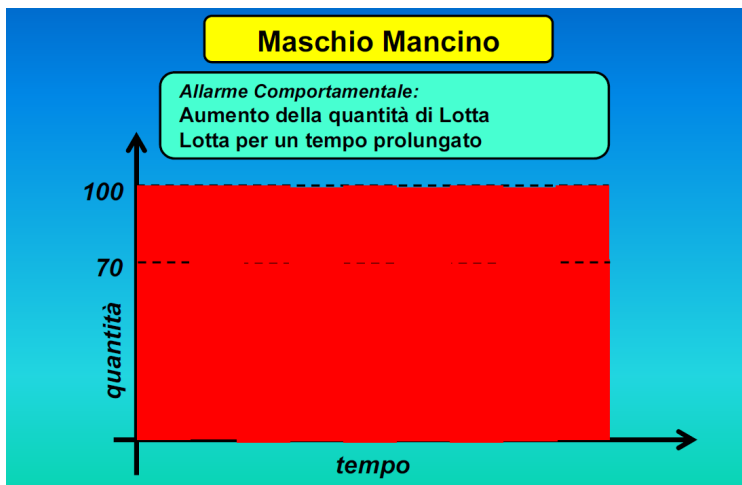 Maschio Mancino
Allarme Comportamentale:
Aumento della quantità di Lotta
Lotta per un tempo prolungato
100
70
quantità
tempo